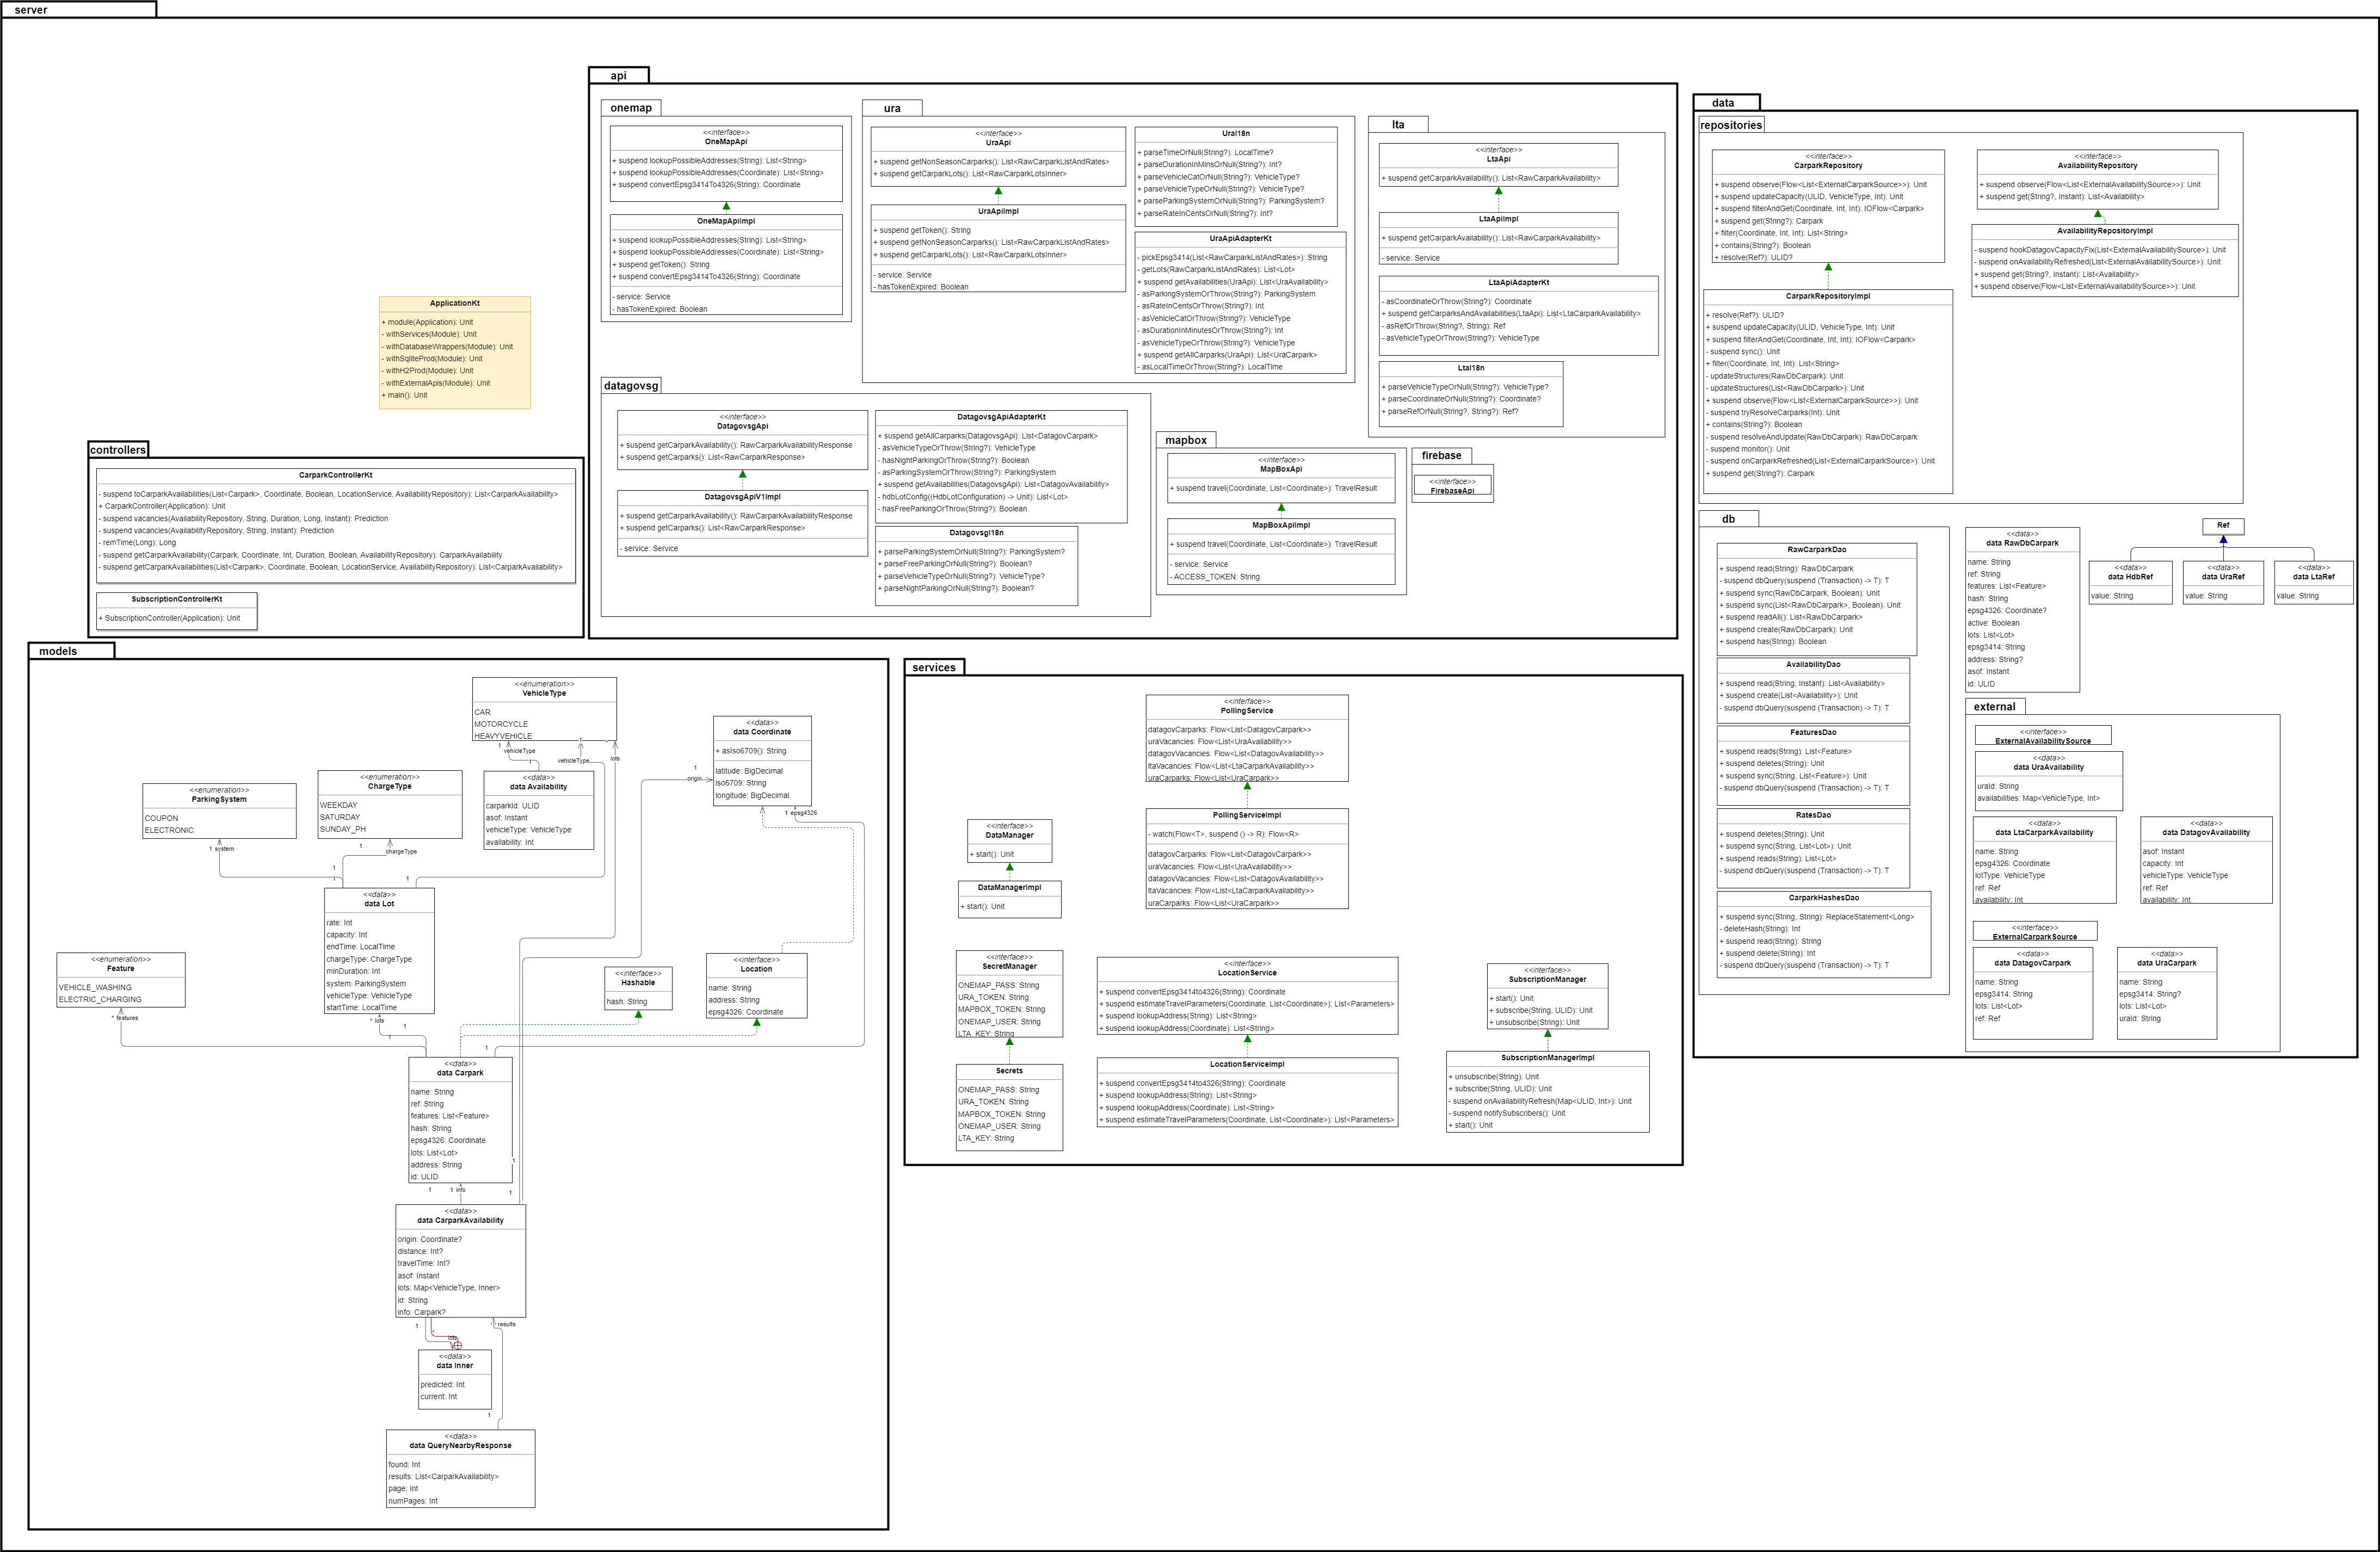 server
api
onemap
<<interface>>
OneMapApi
+ suspend lookupPossibleAddresses(String): List<String>
+ suspend lookupPossibleAddresses(Coordinate): List<String>
+ suspend convertEpsg3414To4326(String): Coordinate
OneMapApiImpl
+ suspend lookupPossibleAddresses(String): List<String>
+ suspend lookupPossibleAddresses(Coordinate): List<String>
+ suspend getToken(): String
+ suspend convertEpsg3414To4326(String): Coordinate
- service: Service
- hasTokenExpired: Boolean
ura
<<interface>>
UraApi
+ suspend getNonSeasonCarparks(): List<RawCarparkListAndRates>
+ suspend getCarparkLots(): List<RawCarparkLotsInner>
UraApiImpl
+ suspend getToken(): String
+ suspend getNonSeasonCarparks(): List<RawCarparkListAndRates>
+ suspend getCarparkLots(): List<RawCarparkLotsInner>
- service: Service
- hasTokenExpired: Boolean
UraI18n
+ parseTimeOrNull(String?): LocalTime?
+ parseDurationInMinsOrNull(String?): Int?
+ parseVehicleCatOrNull(String?): VehicleType?
+ parseVehicleTypeOrNull(String?): VehicleType?
+ parseParkingSystemOrNull(String?): ParkingSystem?
+ parseRateInCentsOrNull(String?): Int?
UraApiAdapterKt
- pickEpsg3414(List<RawCarparkListAndRates>): String
- getLots(RawCarparkListAndRates): List<Lot>
+ suspend getAvailabilities(UraApi): List<UraAvailability>
- asParkingSystemOrThrow(String?): ParkingSystem
- asRateInCentsOrThrow(String?): Int
- asVehicleCatOrThrow(String?): VehicleType
- asDurationInMinutesOrThrow(String?): Int
- asVehicleTypeOrThrow(String?): VehicleType
+ suspend getAllCarparks(UraApi): List<UraCarpark>
- asLocalTimeOrThrow(String?): LocalTime
lta
<<interface>>
LtaApi
+ suspend getCarparkAvailability(): List<RawCarparkAvailability>
LtaApiImpl
+ suspend getCarparkAvailability(): List<RawCarparkAvailability>
- service: Service
LtaApiAdapterKt
- asCoordinateOrThrow(String?): Coordinate
+ suspend getCarparksAndAvailabilities(LtaApi): List<LtaCarparkAvailability>
- asRefOrThrow(String?, String): Ref
- asVehicleTypeOrThrow(String?): VehicleType
LtaI18n
+ parseVehicleTypeOrNull(String?): VehicleType?
+ parseCoordinateOrNull(String?): Coordinate?
+ parseRefOrNull(String?, String?): Ref?
datagovsg
<<interface>>
DatagovsgApi
+ suspend getCarparkAvailability(): RawCarparkAvailabilityResponse
+ suspend getCarparks(): List<RawCarparkResponse>
DatagovsgApiV1Impl
+ suspend getCarparkAvailability(): RawCarparkAvailabilityResponse
+ suspend getCarparks(): List<RawCarparkResponse>
- service: Service
DatagovsgApiAdapterKt
+ suspend getAllCarparks(DatagovsgApi): List<DatagovCarpark>
- asVehicleTypeOrThrow(String?): VehicleType
- hasNightParkingOrThrow(String?): Boolean
- asParkingSystemOrThrow(String?): ParkingSystem
+ suspend getAvailabilities(DatagovsgApi): List<DatagovAvailability>
- hdbLotConfig((HdbLotConfiguration) -> Unit): List<Lot>
- hasFreeParkingOrThrow(String?): Boolean
DatagovsgI18n
+ parseParkingSystemOrNull(String?): ParkingSystem?
+ parseFreeParkingOrNull(String?): Boolean?
+ parseVehicleTypeOrNull(String?): VehicleType?
+ parseNightParkingOrNull(String?): Boolean?
mapbox
<<interface>>
MapBoxApi
+ suspend travel(Coordinate, List<Coordinate>): TravelResult
MapBoxApiImpl
+ suspend travel(Coordinate, List<Coordinate>): TravelResult
- service: Service
- ACCESS_TOKEN: String
firebase
<<interface>>
FirebaseApi
ApplicationKt
+ module(Application): Unit
- withServices(Module): Unit
- withDatabaseWrappers(Module): Unit
- withSqliteProd(Module): Unit
- withH2Prod(Module): Unit
- withExternalApis(Module): Unit
+ main(): Unit
controllers
CarparkControllerKt
- suspend toCarparkAvailabilities(List<Carpark>, Coordinate, Boolean, LocationService, AvailabilityRepository): List<CarparkAvailability>
+ CarparkController(Application): Unit
- suspend vacancies(AvailabilityRepository, String, Duration, Long, Instant): Prediction
- suspend vacancies(AvailabilityRepository, String, Instant): Prediction
- remTime(Long): Long
- suspend getCarparkAvailability(Carpark, Coordinate, Int, Duration, Boolean, AvailabilityRepository): CarparkAvailability
- suspend getCarparkAvailabilities(List<Carpark>, Coordinate, Boolean, LocationService, AvailabilityRepository): List<CarparkAvailability>
SubscriptionControllerKt
+ SubscriptionController(Application): Unit
data
repositories
<<interface>>
CarparkRepository
+ suspend observe(Flow<List<ExternalCarparkSource>>): Unit
+ suspend updateCapacity(ULID, VehicleType, Int): Unit
+ suspend filterAndGet(Coordinate, Int, Int): IOFlow<Carpark>
+ suspend get(String?): Carpark
+ filter(Coordinate, Int, Int): List<String>
+ contains(String?): Boolean
+ resolve(Ref?): ULID?
CarparkRepositoryImpl
+ resolve(Ref?): ULID?
+ suspend updateCapacity(ULID, VehicleType, Int): Unit
+ suspend filterAndGet(Coordinate, Int, Int): IOFlow<Carpark>
- suspend sync(): Unit
+ filter(Coordinate, Int, Int): List<String>
- updateStructures(RawDbCarpark): Unit
- updateStructures(List<RawDbCarpark>): Unit
+ suspend observe(Flow<List<ExternalCarparkSource>>): Unit
- suspend tryResolveCarparks(Int): Unit
+ contains(String?): Boolean
- suspend resolveAndUpdate(RawDbCarpark): RawDbCarpark
- suspend monitor(): Unit
- suspend onCarparkRefreshed(List<ExternalCarparkSource>): Unit
+ suspend get(String?): Carpark
<<interface>>
AvailabilityRepository
+ suspend observe(Flow<List<ExternalAvailabilitySource>>): Unit
+ suspend get(String?, Instant): List<Availability>
AvailabilityRepositoryImpl
- suspend hookDatagovCapacityFix(List<ExternalAvailabilitySource>): Unit
- suspend onAvailabilityRefreshed(List<ExternalAvailabilitySource>): Unit
+ suspend get(String?, Instant): List<Availability>
+ suspend observe(Flow<List<ExternalAvailabilitySource>>): Unit
db
RawCarparkDao
+ suspend read(String): RawDbCarpark
- suspend dbQuery(suspend (Transaction) -> T): T
+ suspend sync(RawDbCarpark, Boolean): Unit
+ suspend sync(List<RawDbCarpark>, Boolean): Unit
+ suspend readAll(): List<RawDbCarpark>
+ suspend create(RawDbCarpark): Unit
+ suspend has(String): Boolean
AvailabilityDao
+ suspend read(String, Instant): List<Availability>
+ suspend create(List<Availability>): Unit
- suspend dbQuery(suspend (Transaction) -> T): T
FeaturesDao
+ suspend reads(String): List<Feature>
+ suspend deletes(String): Unit
+ suspend sync(String, List<Feature>): Unit
- suspend dbQuery(suspend (Transaction) -> T): T
RatesDao
+ suspend deletes(String): Unit
+ suspend sync(String, List<Lot>): Unit
+ suspend reads(String): List<Lot>
- suspend dbQuery(suspend (Transaction) -> T): T
CarparkHashesDao
+ suspend sync(String, String): ReplaceStatement<Long>
- deleteHash(String): Int
+ suspend read(String): String
+ suspend delete(String): Int
- suspend dbQuery(suspend (Transaction) -> T): T
<<data>>
data RawDbCarpark
name: String
ref: String
features: List<Feature>
hash: String
epsg4326: Coordinate?
active: Boolean
lots: List<Lot>
epsg3414: String
address: String?
asof: Instant
id: ULID
Ref
<<data>>
data HdbRef
value: String
<<data>>
data UraRef
value: String
<<data>>
data LtaRef
value: String
external
<<interface>>
ExternalAvailabilitySource
<<data>>
data UraAvailability
uraId: String
availabilities: Map<VehicleType, Int>
<<data>>
data LtaCarparkAvailability
name: String
epsg4326: Coordinate
lotType: VehicleType
ref: Ref
availability: Int
<<data>>
data DatagovAvailability
asof: Instant
capacity: Int
vehicleType: VehicleType
ref: Ref
availability: Int
<<interface>>
ExternalCarparkSource
<<data>>
data DatagovCarpark
name: String
epsg3414: String
lots: List<Lot>
ref: Ref
<<data>>
data UraCarpark
name: String
epsg3414: String?
lots: List<Lot>
uraId: String
models
<<enumeration>>
VehicleType
CAR
MOTORCYCLE
HEAVYVEHICLE
1
vehicleType
1
1
vehicleType
lots
<<data>>
data Coordinate
+ asIso6709(): String
latitude: BigDecimal
iso6709: String
longitude: BigDecimal
1
origin
1 epsg4326
<<enumeration>>
ParkingSystem
COUPON
ELECTRONIC
1 system
<<enumeration>>
ChargeType
WEEKDAY
SATURDAY
SUNDAY_PH
1
chargeType
1
1
1
<<data>>
data Availability
carparkId: ULID
asof: Instant
vehicleType: VehicleType
availability: Int
<<data>>
data Lot
rate: Int
capacity: Int
endTime: LocalTime
chargeType: ChargeType
minDuration: Int
system: ParkingSystem
vehicleType: VehicleType
startTime: LocalTime
* lots
1
1
<<enumeration>>
Feature
VEHICLE_WASHING
ELECTRIC_CHARGING
* features
<<interface>>
Hashable
hash: String
<<interface>>
Location
name: String
address: String
epsg4326: Coordinate
1
<<data>>
data Carpark
name: String
ref: String
features: List<Feature>
hash: String
epsg4326: Coordinate
lots: List<Lot>
address: String
id: ULID
1
1
1 info
1
<<data>>
data CarparkAvailability
origin: Coordinate?
distance: Int?
travelTime: Int?
asof: Instant
lots: Map<VehicleType, Inner>
id: String
info: Carpark?
1
*
lots
* results
<<data>>
data Inner
predicted: Int
current: Int
1
<<data>>
data QueryNearbyResponse
found: Int
results: List<CarparkAvailability>
page: Int
numPages: Int
services
<<interface>>
PollingService
datagovCarparks: Flow<List<DatagovCarpark>>
uraVacancies: Flow<List<UraAvailability>>
datagovVacancies: Flow<List<DatagovAvailability>>
ltaVacancies: Flow<List<LtaCarparkAvailability>>
uraCarparks: Flow<List<UraCarpark>>
PollingServiceImpl
- watch(Flow<T>, suspend () -> R): Flow<R>
datagovCarparks: Flow<List<DatagovCarpark>>
uraVacancies: Flow<List<UraAvailability>>
datagovVacancies: Flow<List<DatagovAvailability>>
ltaVacancies: Flow<List<LtaCarparkAvailability>>
uraCarparks: Flow<List<UraCarpark>>
<<interface>>
DataManager
+ start(): Unit
DataManagerImpl
+ start(): Unit
<<interface>>
SecretManager
ONEMAP_PASS: String
URA_TOKEN: String
MAPBOX_TOKEN: String
ONEMAP_USER: String
LTA_KEY: String
Secrets
ONEMAP_PASS: String
URA_TOKEN: String
MAPBOX_TOKEN: String
ONEMAP_USER: String
LTA_KEY: String
<<interface>>
LocationService
+ suspend convertEpsg3414to4326(String): Coordinate
+ suspend estimateTravelParameters(Coordinate, List<Coordinate>): List<Parameters>
+ suspend lookupAddress(String): List<String>
+ suspend lookupAddress(Coordinate): List<String>
LocationServiceImpl
+ suspend convertEpsg3414to4326(String): Coordinate
+ suspend lookupAddress(String): List<String>
+ suspend lookupAddress(Coordinate): List<String>
+ suspend estimateTravelParameters(Coordinate, List<Coordinate>): List<Parameters>
<<interface>>
SubscriptionManager
+ start(): Unit
+ subscribe(String, ULID): Unit
+ unsubscribe(String): Unit
SubscriptionManagerImpl
+ unsubscribe(String): Unit
+ subscribe(String, ULID): Unit
- suspend onAvailabilityRefresh(Map<ULID, Int>): Unit
- suspend notifySubscribers(): Unit
+ start(): Unit